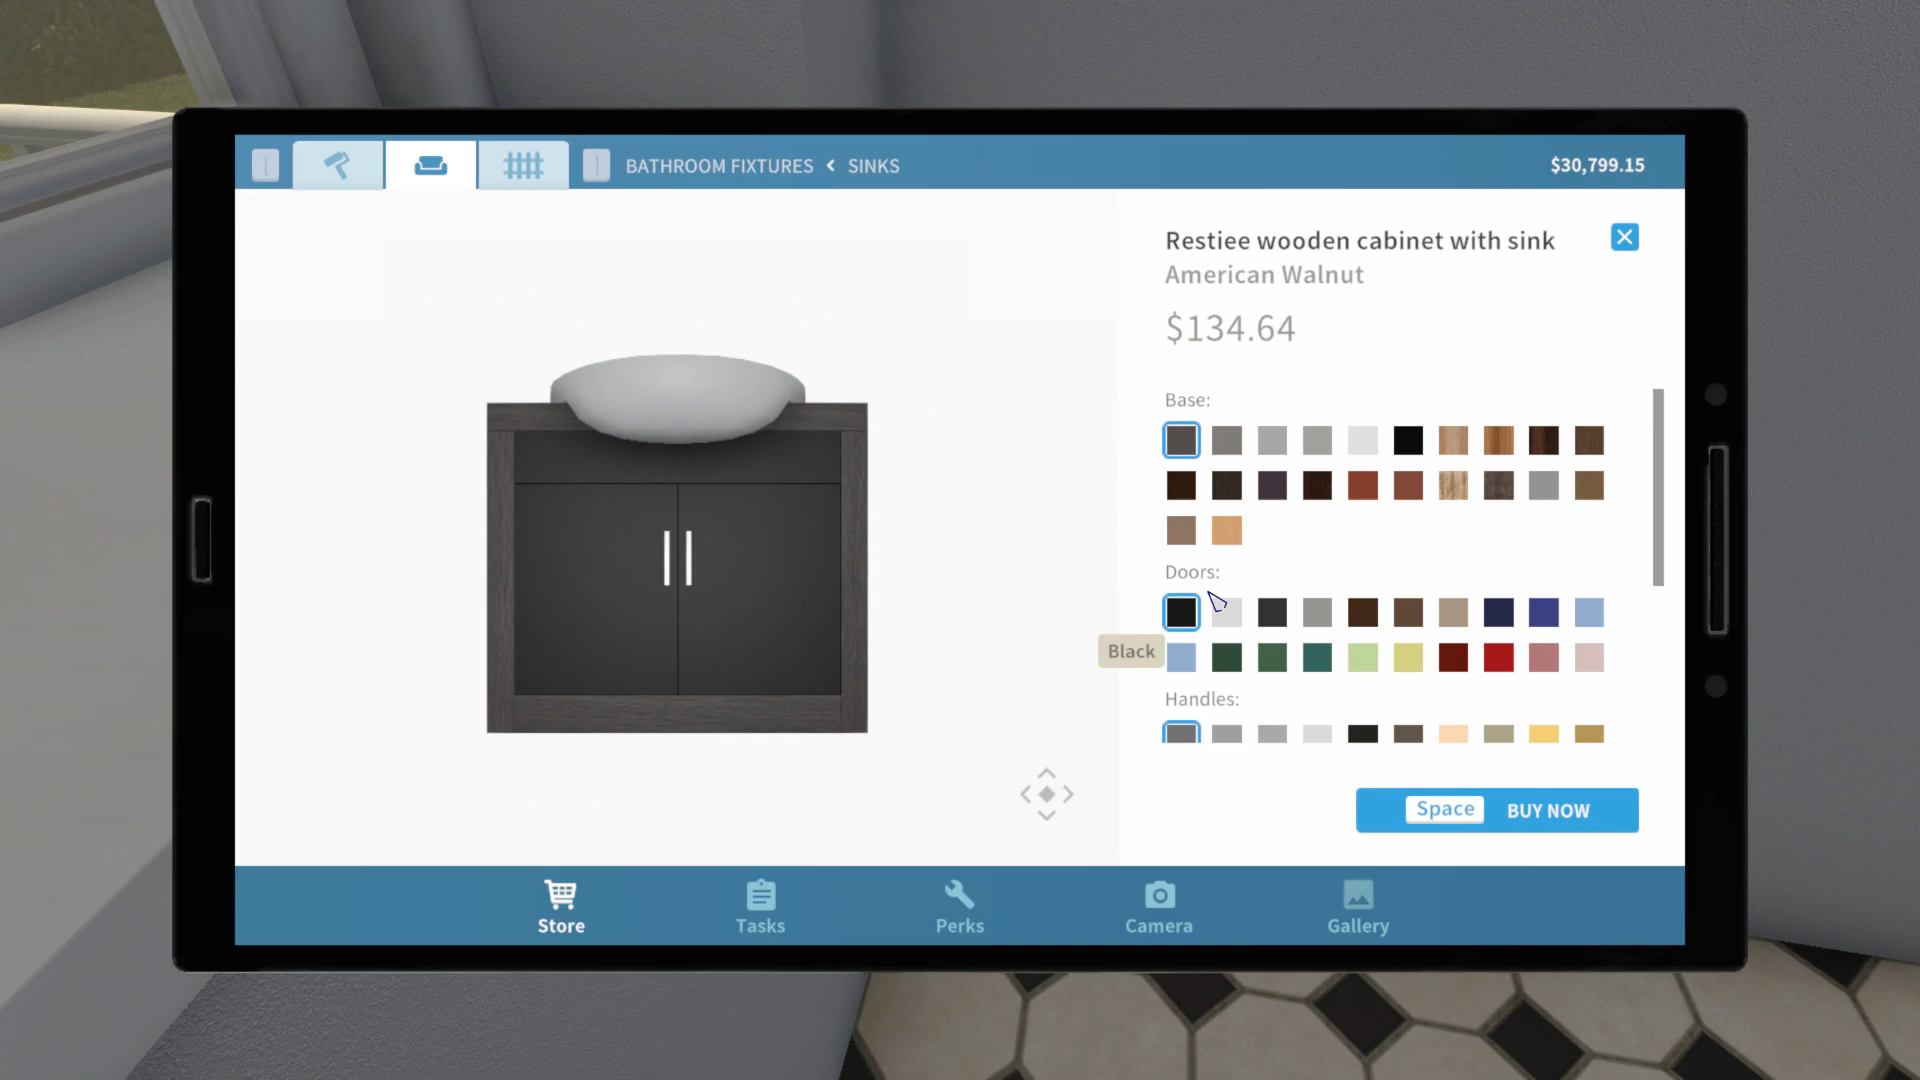 [
]
BATHROOM FIXTURES < SINKS
$30,799.15
Restiee wooden cabinet with sink
American Walnut
$134.64
Base:
Doors:
Black
Handles:
Space BUY NOW
Store
Tasks
Perks
Camera
Gallery